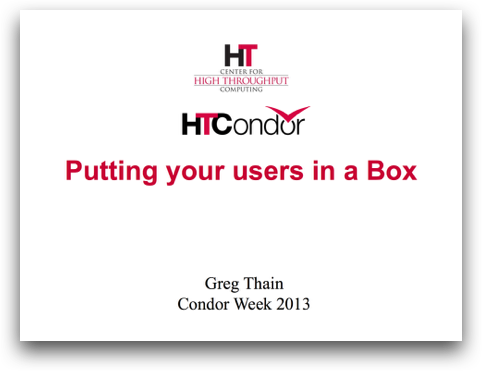 HT
CENTER FOR
HIGH THROUGHPUT
COMPUTING
HTCondor
Putting your users in a Box
Greg Thain
Condor Week 2013